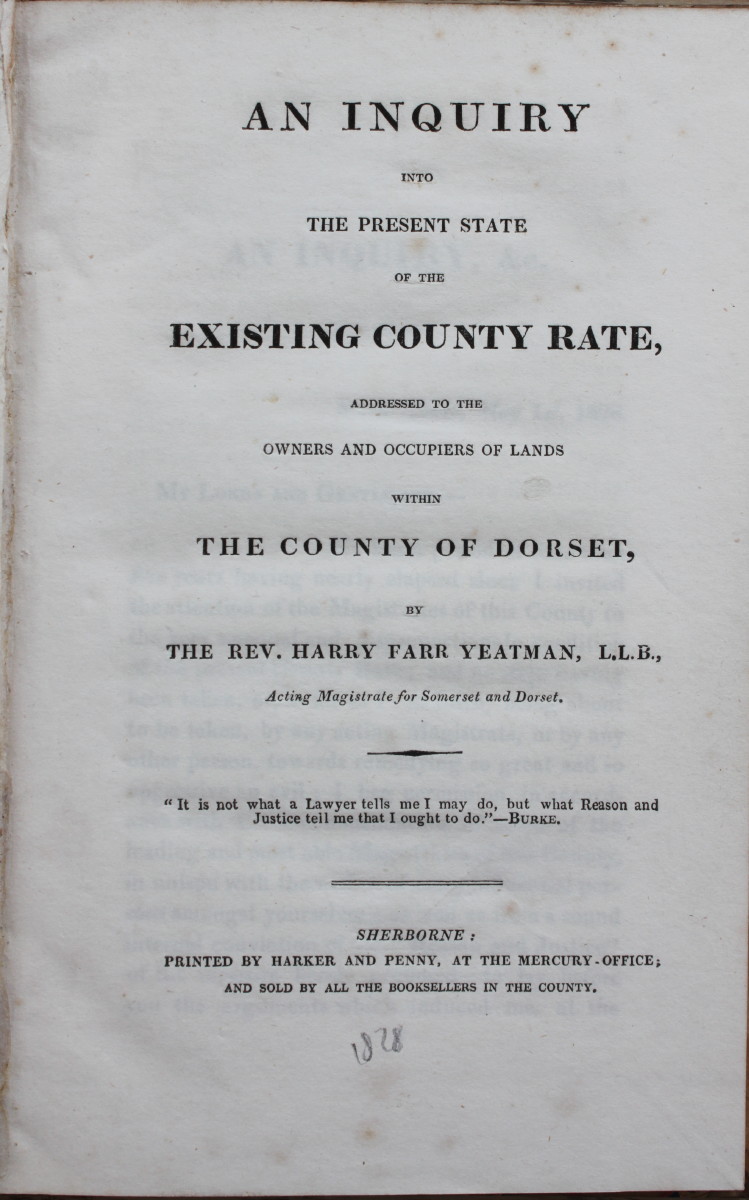 AN INQUIRY
INTO
THE PRESENT STATE
OF THE
EXISTING COUNTY RATE,
ADDRESSED TO THE
OWNERS AND OCCUPIERS OF LANDS
WITHIN
THE COUNTY OF DORSET,
BY
THE REV. HARRY FARR YEATMAN, L.L.B.,
Acting Magistrate for Somerset and Dorset.
“It is not what a Lawyer tells me I may do, but what Reason and
Justice tell me that I ought to do.”—BURKE.
SHERBORNE:
PRINTED BY HARKER AND PENNY, AT THE MERCURY-OFFICE;
AND SOLD BY ALL THE BOOKSELLERS IN THE COUNTY.
1828